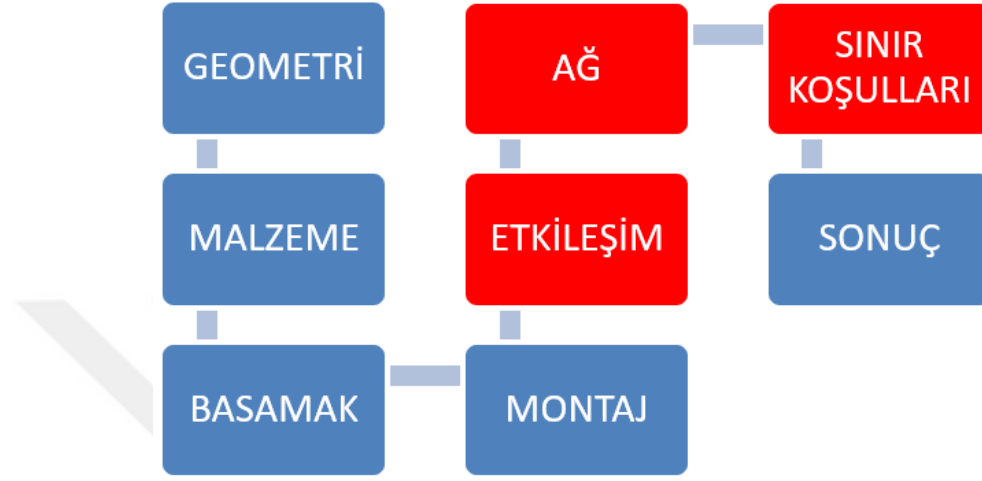 GEOMETRİ
MALZEME
BASAMAK
MONTAJ
ETKİLEŞİM
AĞ
SINIR
KOŞULLARI
SONUÇ